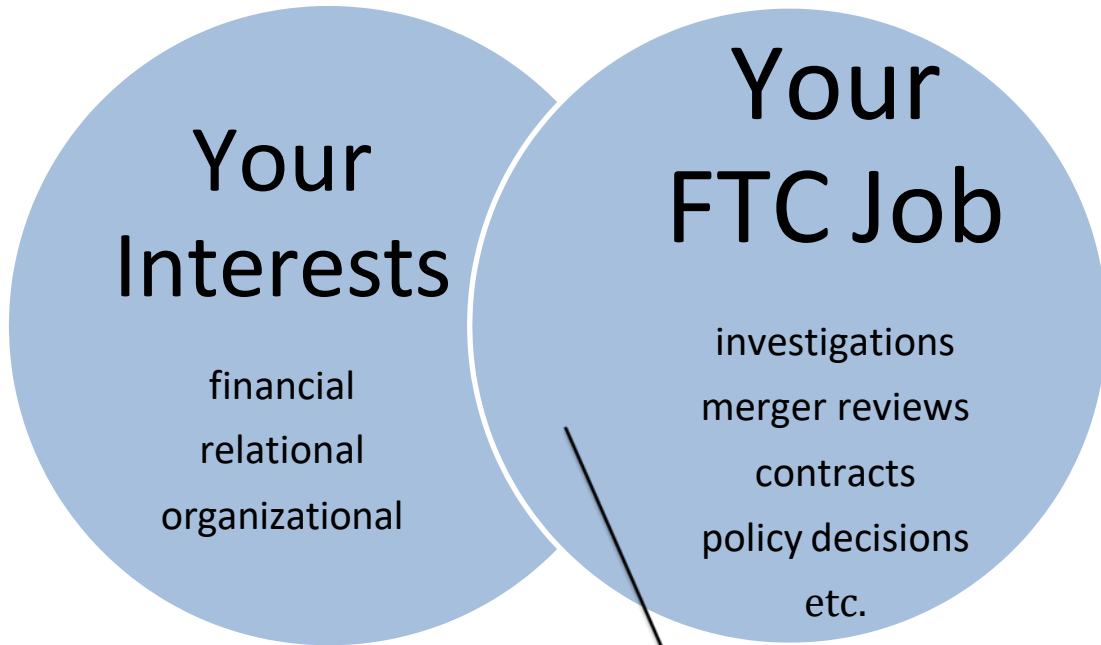 Your
Interests
financial
relational
organizational
Your
FTC Job
investigations
merger reviews
contracts
policy decisions
etc.